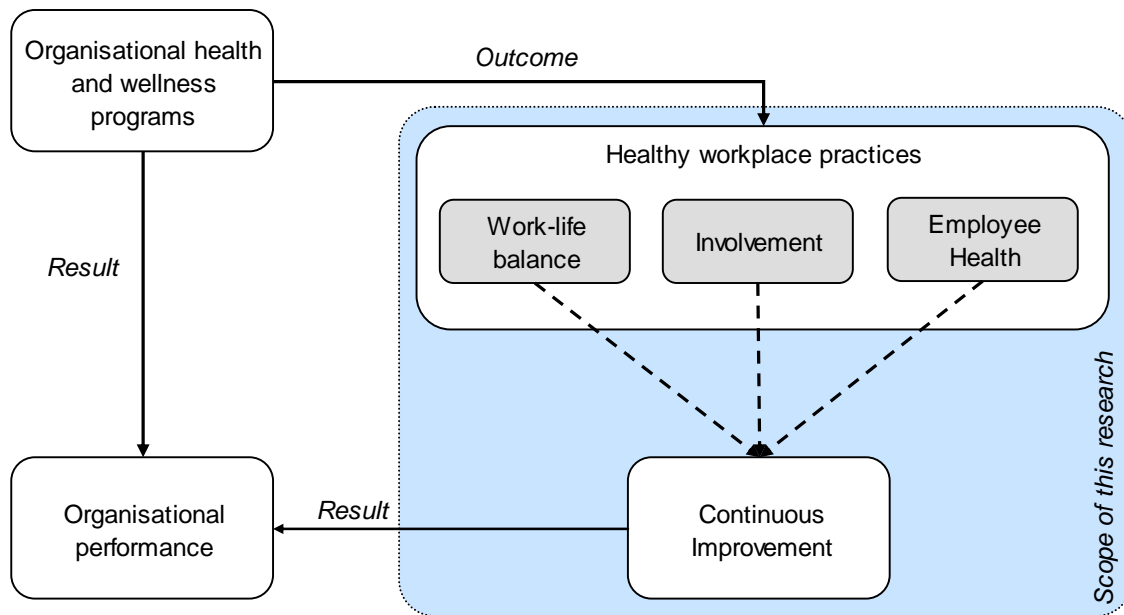 Organisational health
and wellness
programs
Outcome
Healthy workplace practices
Work-life
balance
Involvement
Employee
Health
Result
Scope of this research
Organisational
performance
Result
Continuous
Improvement